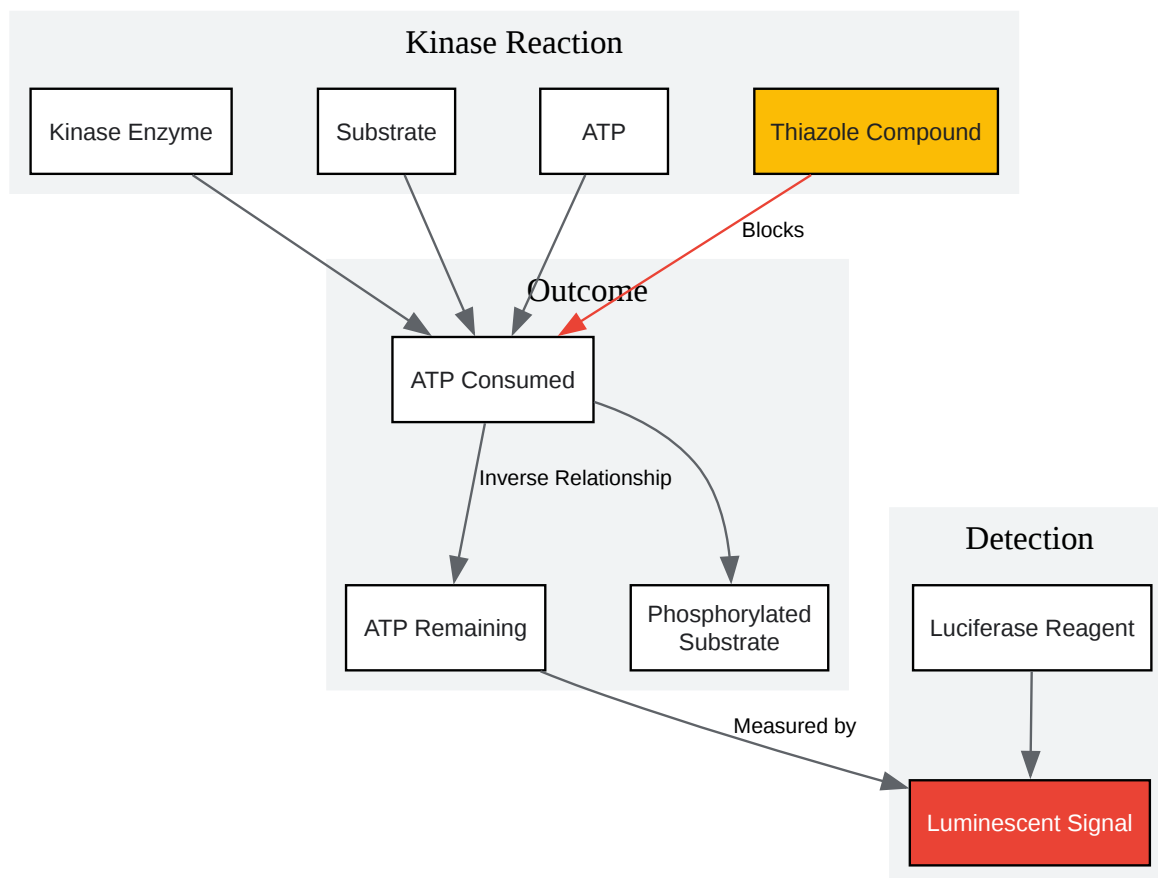 Kinase Reaction
Kinase Enzyme
Substrate
ATP
Thiazole Compound
Blocks
Outcome
ATP Consumed
Inverse Relationship
Detection
ATP Remaining
Phosphorylated
Substrate
Luciferase Reagent
Measured by
Luminescent Signal